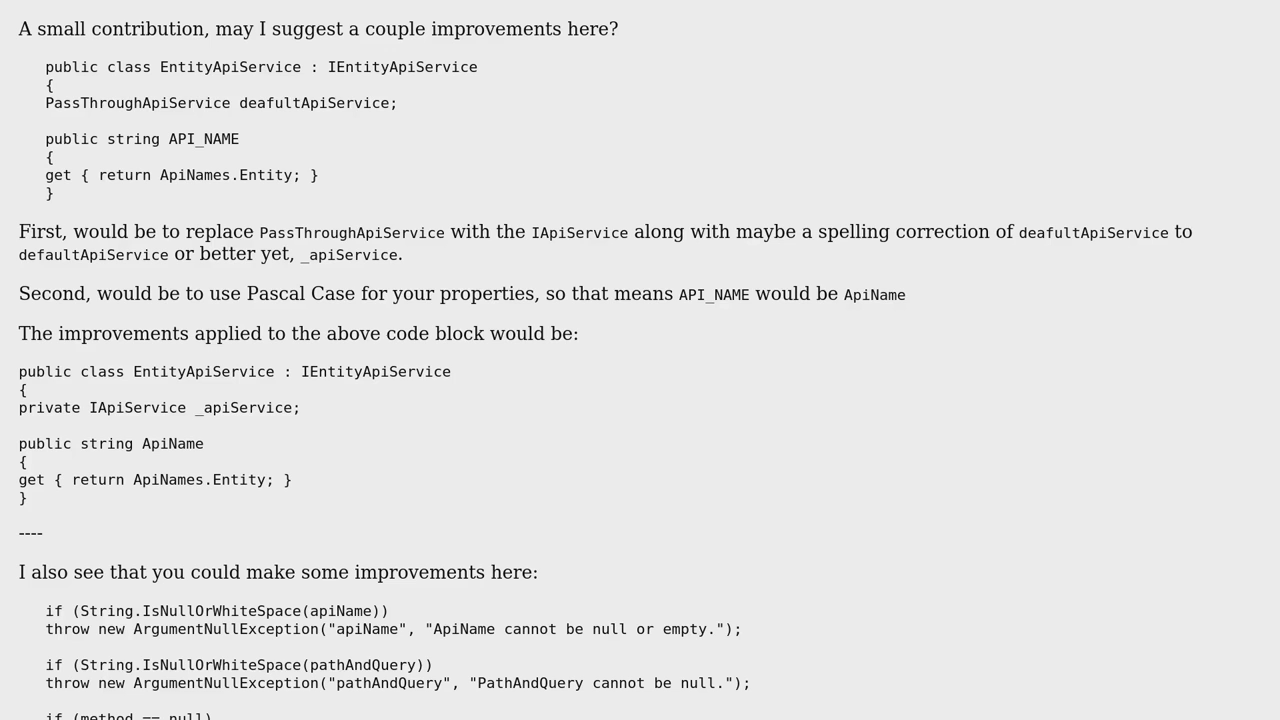 A small contribution, may I suggest a couple improvements here?
public class EntityApiService : IEntityApiService
{
PassThroughApiService deafultApiService;
public string API_NAME
{
get { return ApiNames.Entity; }
}
First, would be to replace PassThroughApiService with the IApiService along with maybe a spelling correction of deafultApiService to
defaultApiService or better yet, _apiService.
Second, would be to use Pascal Case for your properties, so that means API_NAME would be ApiName
The improvements applied to the above code block would be:
public class EntityApiService : IEntityApiService
{
private IApiService _apiService;
public string ApiName
{
get { return ApiNames.Entity; }
}
----
I also see that you could make some improvements here:
if (String.IsNullOrWhiteSpace(apiName))
throw new ArgumentNullException("apiName", "ApiName cannot be null or empty.");
if (String.IsNullOrWhiteSpace(pathAndQuery))
throw new ArgumentNullException("pathAndQuery", "PathAndQuery cannot be null.");
if (method == null)